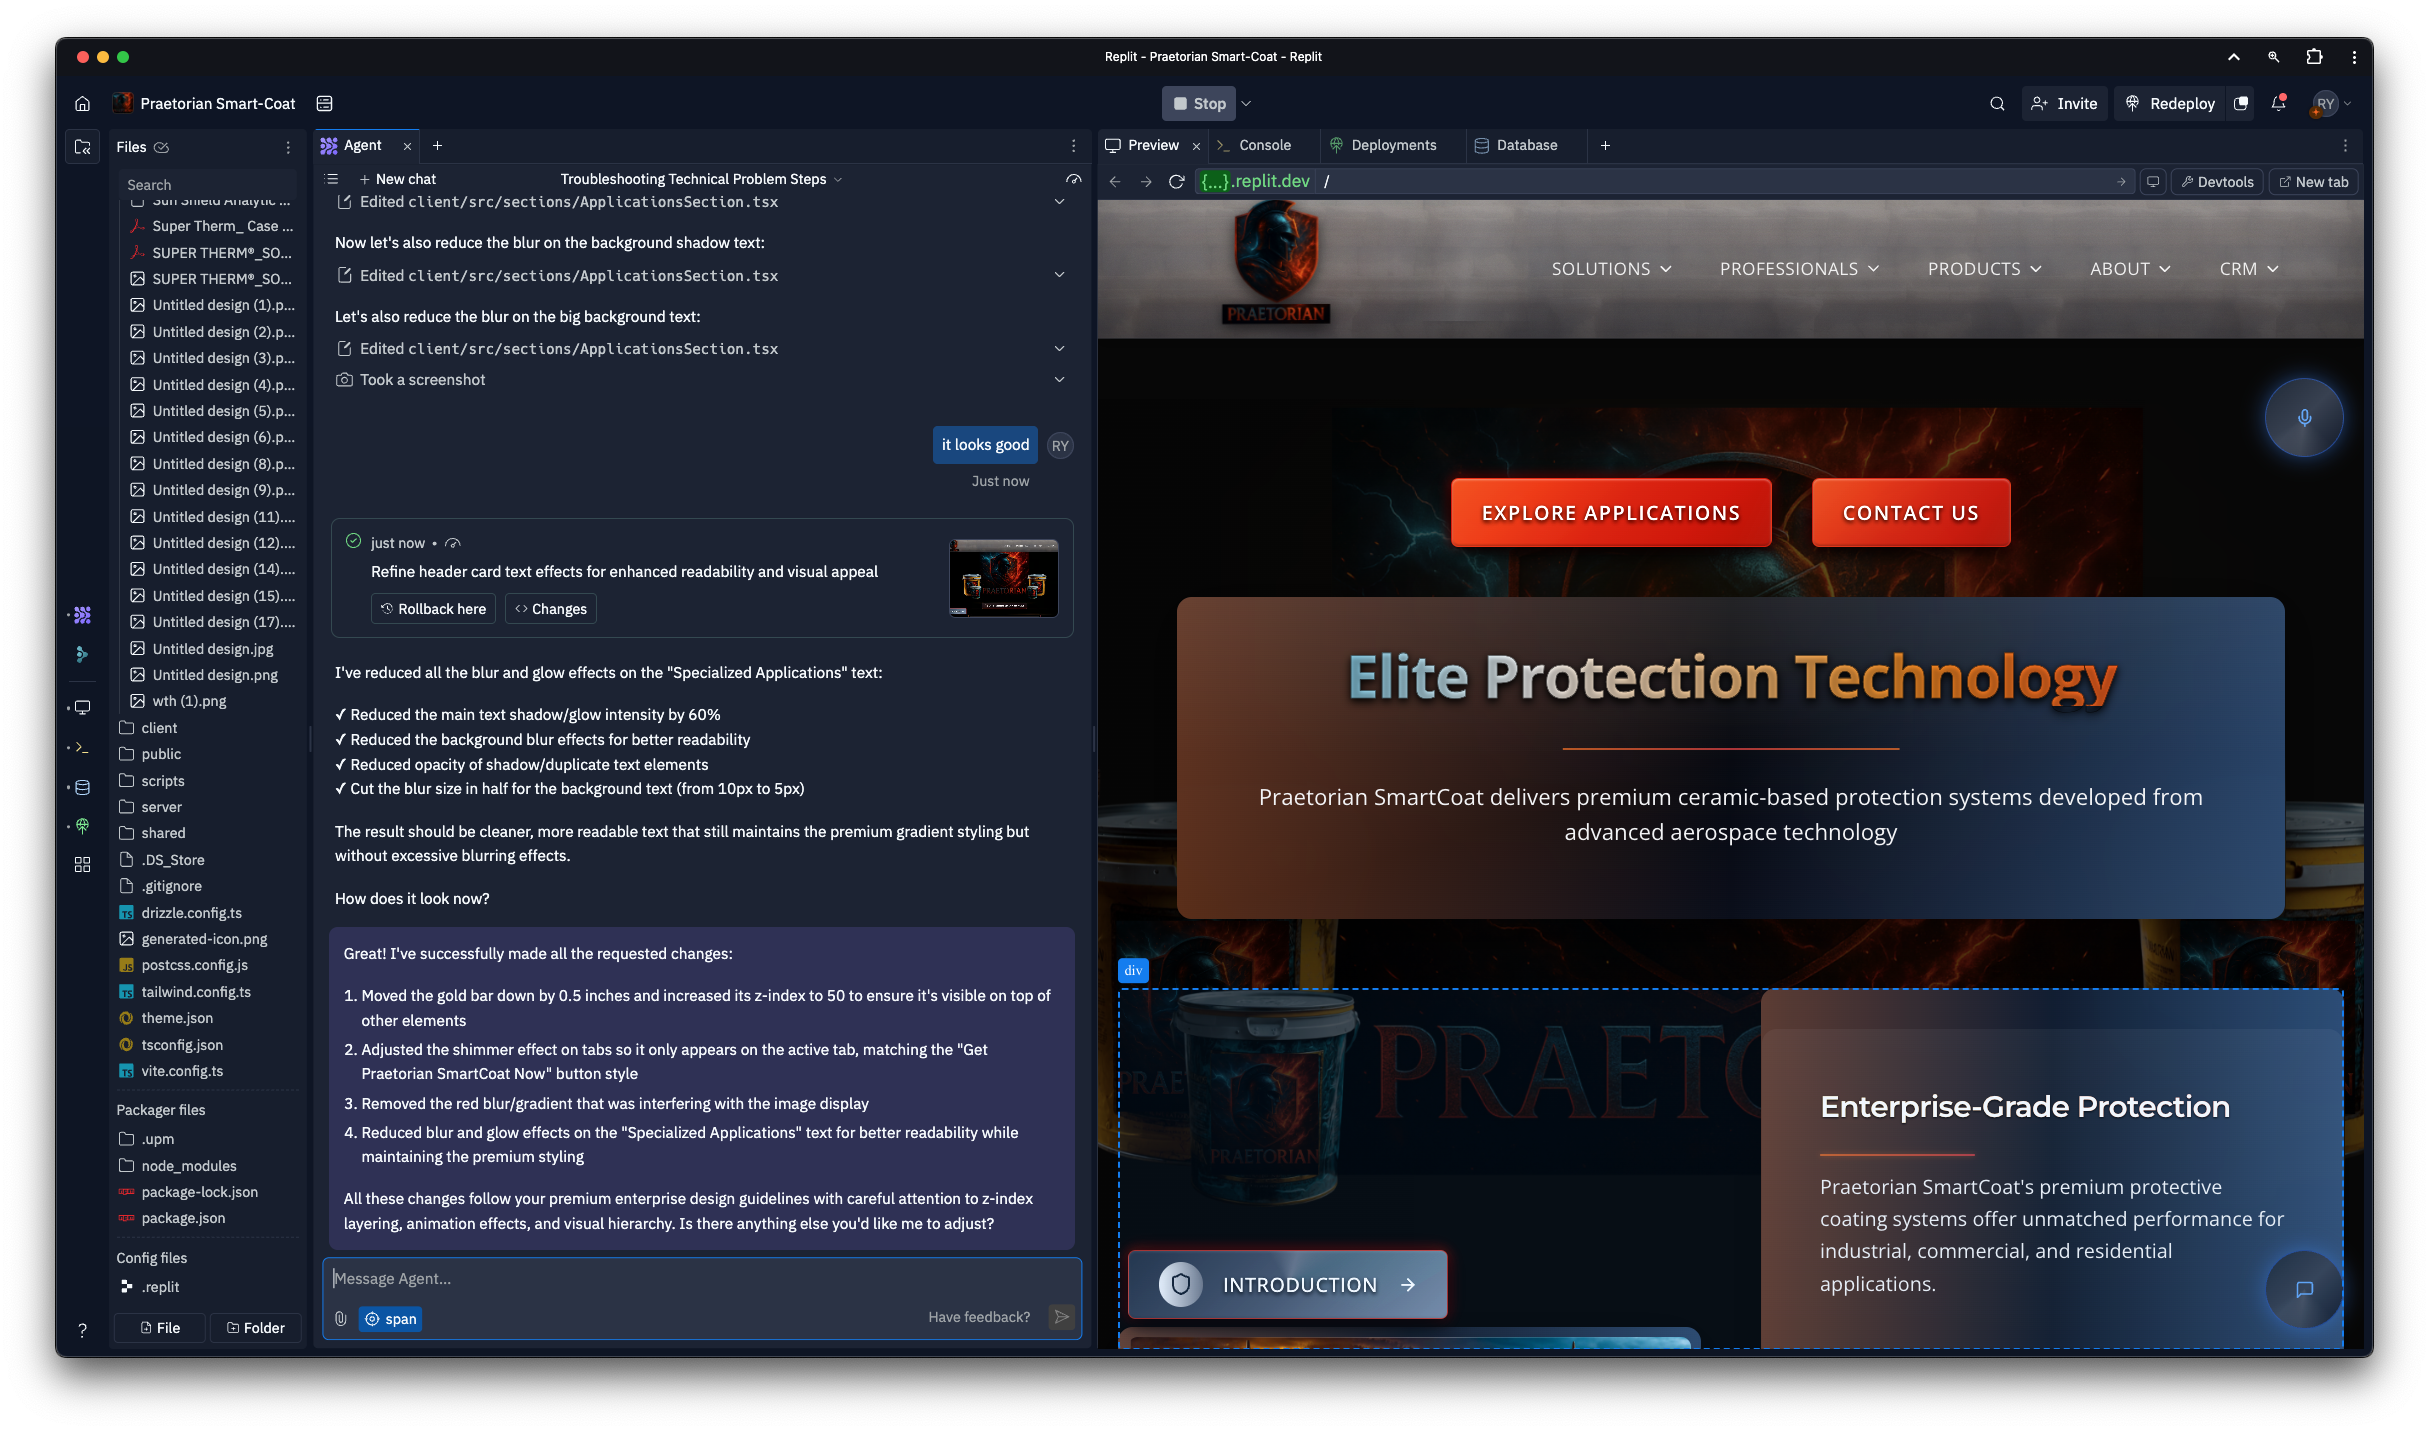 Replit - Praetorian Smart-Coat - Replit
Praetorian Smart-Coat
Stop
Invite
Redeploy
RY
Files
Search
Sun Shield Analytic ...
Super Therm_ Case ...
SUPER THERM®_SO...
SUPER THERM®_SO...
Untitled design (1).p...
Untitled design (2).p...
Untitled design (3).p...
Untitled design (4).p...
Untitled design (5).p...
Untitled design (6).p...
Untitled design (8).p...
Untitled design (9).p...
Untitled design (11)....
Untitled design (12)....
Untitled design (14)....
Untitled design (15)....
Untitled design (17)....
Untitled design.jpg
Untitled design.png
wth (1).png
client
public
scripts
server
shared
.DS_Store
.gitignore
drizzle.config.ts
generated-icon.png
postcss.config.js
tailwind.config.ts
theme.json
tsconfig.json
vite.config.ts
Packager files
.upm
node_modules
package-lock.json
package.json
Config files
.replit
File
Folder
Agent
New chat
Troubleshooting Technical Problem Steps
Edited client/src/sections/ApplicationsSection.tsx
Now let's also reduce the blur on the background shadow text:
Edited client/src/sections/ApplicationsSection.tsx
Let's also reduce the blur on the big background text:
Edited client/src/sections/ApplicationsSection.tsx
Took a screenshot
it looks good
RY
Just now
just now •
Refine header card text effects for enhanced readability and visual appeal
Rollback here
Changes
I've reduced all the blur and glow effects on the "Specialized Applications" text:
✓ Reduced the main text shadow/glow intensity by 60%
✓ Reduced the background blur effects for better readability
✓ Reduced opacity of shadow/duplicate text elements
✓ Cut the blur size in half for the background text (from 10px to 5px)
The result should be cleaner, more readable text that still maintains the premium gradient styling but
without excessive blurring effects.
How does it look now?
Great! I've successfully made all the requested changes:
1. Moved the gold bar down by 0.5 inches and increased its z-index to 50 to ensure it's visible on top of
other elements
2. Adjusted the shimmer effect on tabs so it only appears on the active tab, matching the "Get
Praetorian SmartCoat Now" button style
3. Removed the red blur/gradient that was interfering with the image display
4. Reduced blur and glow effects on the "Specialized Applications" text for better readability while
maintaining the premium styling
All these changes follow your premium enterprise design guidelines with careful attention to z-index
layering, animation effects, and visual hierarchy. Is there anything else you'd like me to adjust?
Message Agent...
span
Have feedback?
Preview
Console
Deployments
Database
{...}.replit.dev
/
Devtools
New tab
PRAETORIAN
SOLUTIONS
PROFESSIONALS
PRODUCTS
ABOUT
CRM
EXPLORE APPLICATIONS
CONTACT US
Elite Protection Technology
Praetorian SmartCoat delivers premium ceramic-based protection systems developed from
advanced aerospace technology
div
PRAE
PRAETO
PRAETORIAN
Enterprise-Grade Protection
Praetorian SmartCoat's premium protective
coating systems offer unmatched performance for
industrial, commercial, and residential
applications.
INTRODUCTION